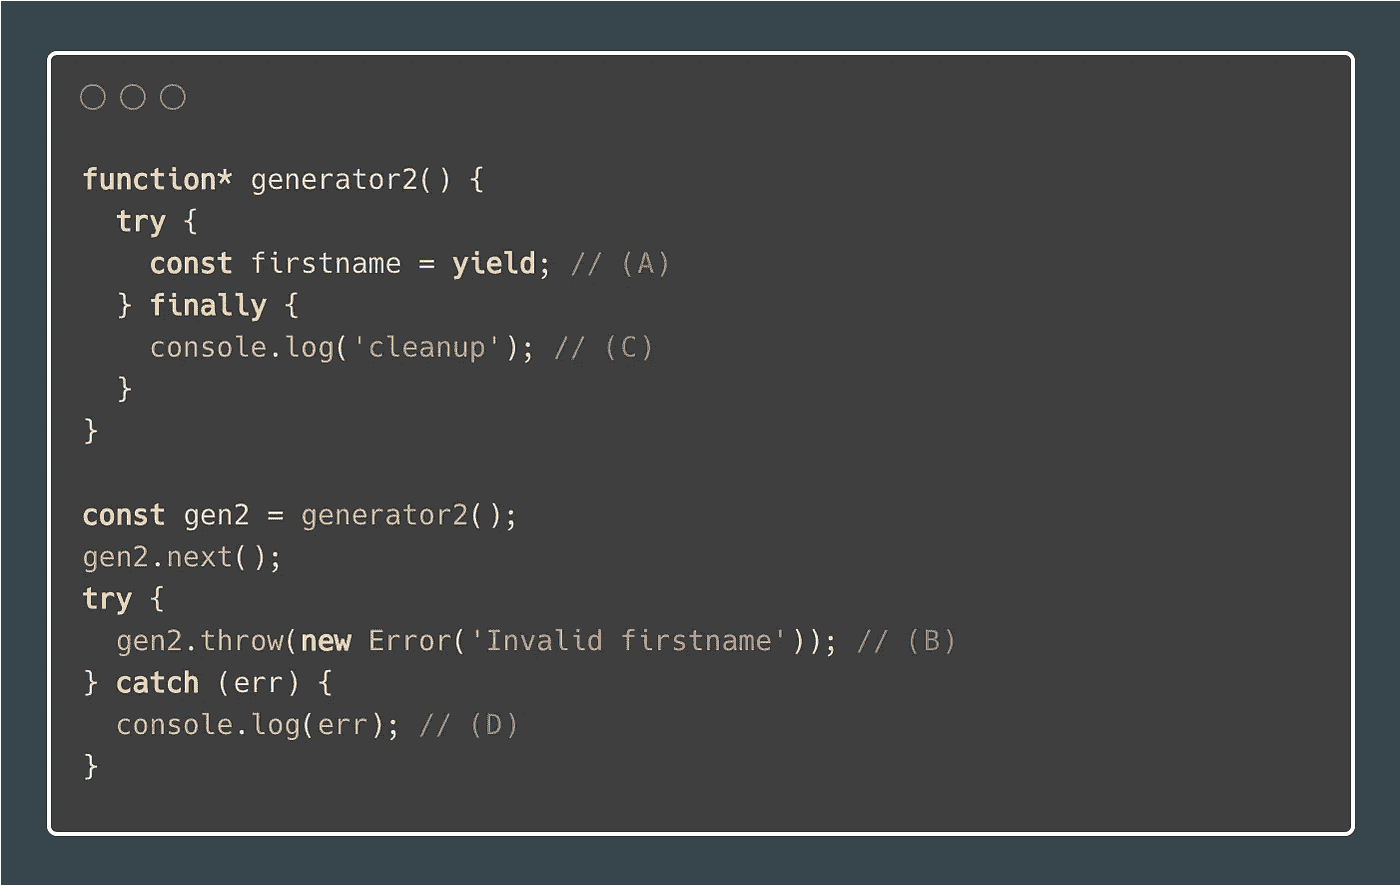 function* generator2() {
  try {
    const firstname = yield; // (A)
  } finally {
    console.log('cleanup'); // (C)
  }
}

const gen2 = generator2();
gen2.next();
try {
  gen2.throw(new Error('Invalid firstname')); // (B)
} catch (err) {
  console.log(err); // (D)
}